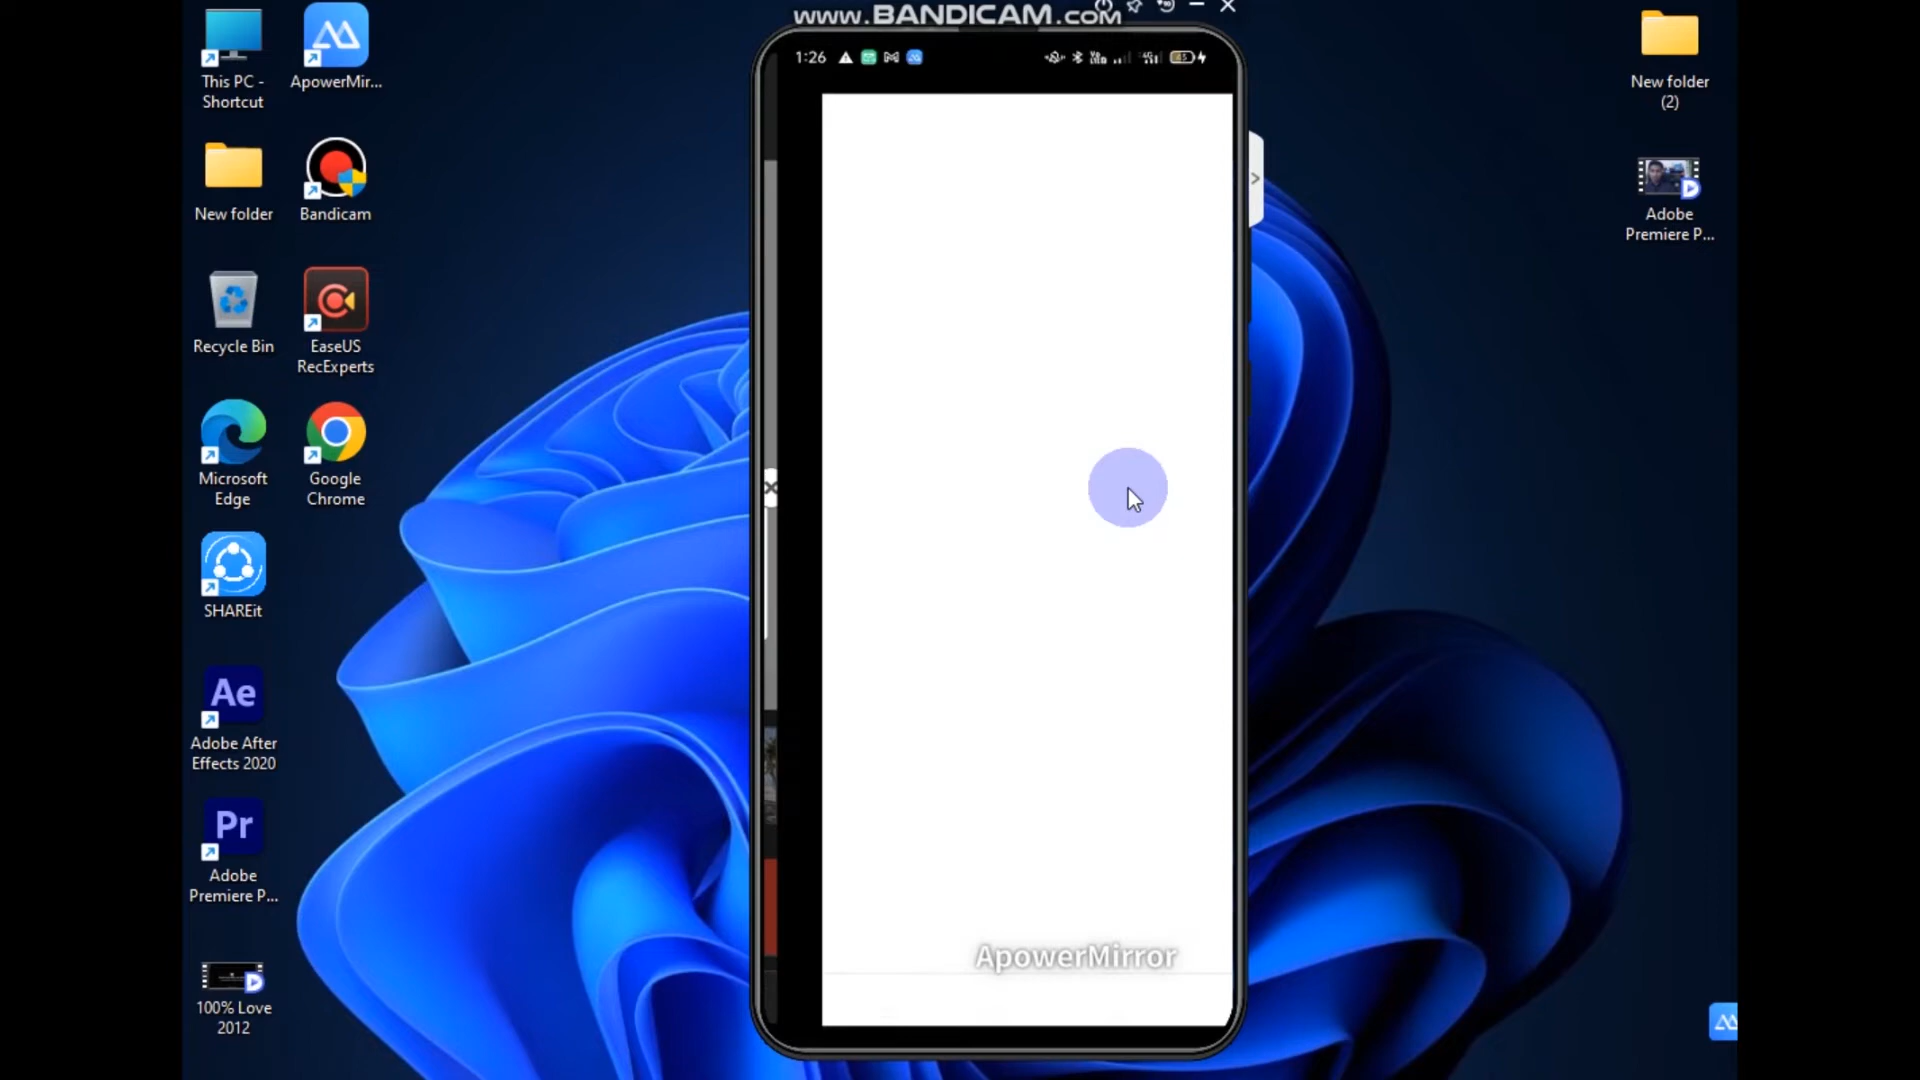 www.BANDICAM.com
1:26
This PC -
Shortcut
ApowerMir...
New folder
(2)
New folder
Bandicam
Adobe
Premiere P...
Recycle Bin
EaseUS
RecExperts
Microsoft
Edge
Google
Chrome
SHAREit
Ae
Adobe After
Effects 2020
Pr
Adobe
Premiere P...
ApowerMirror
100% Love
2012